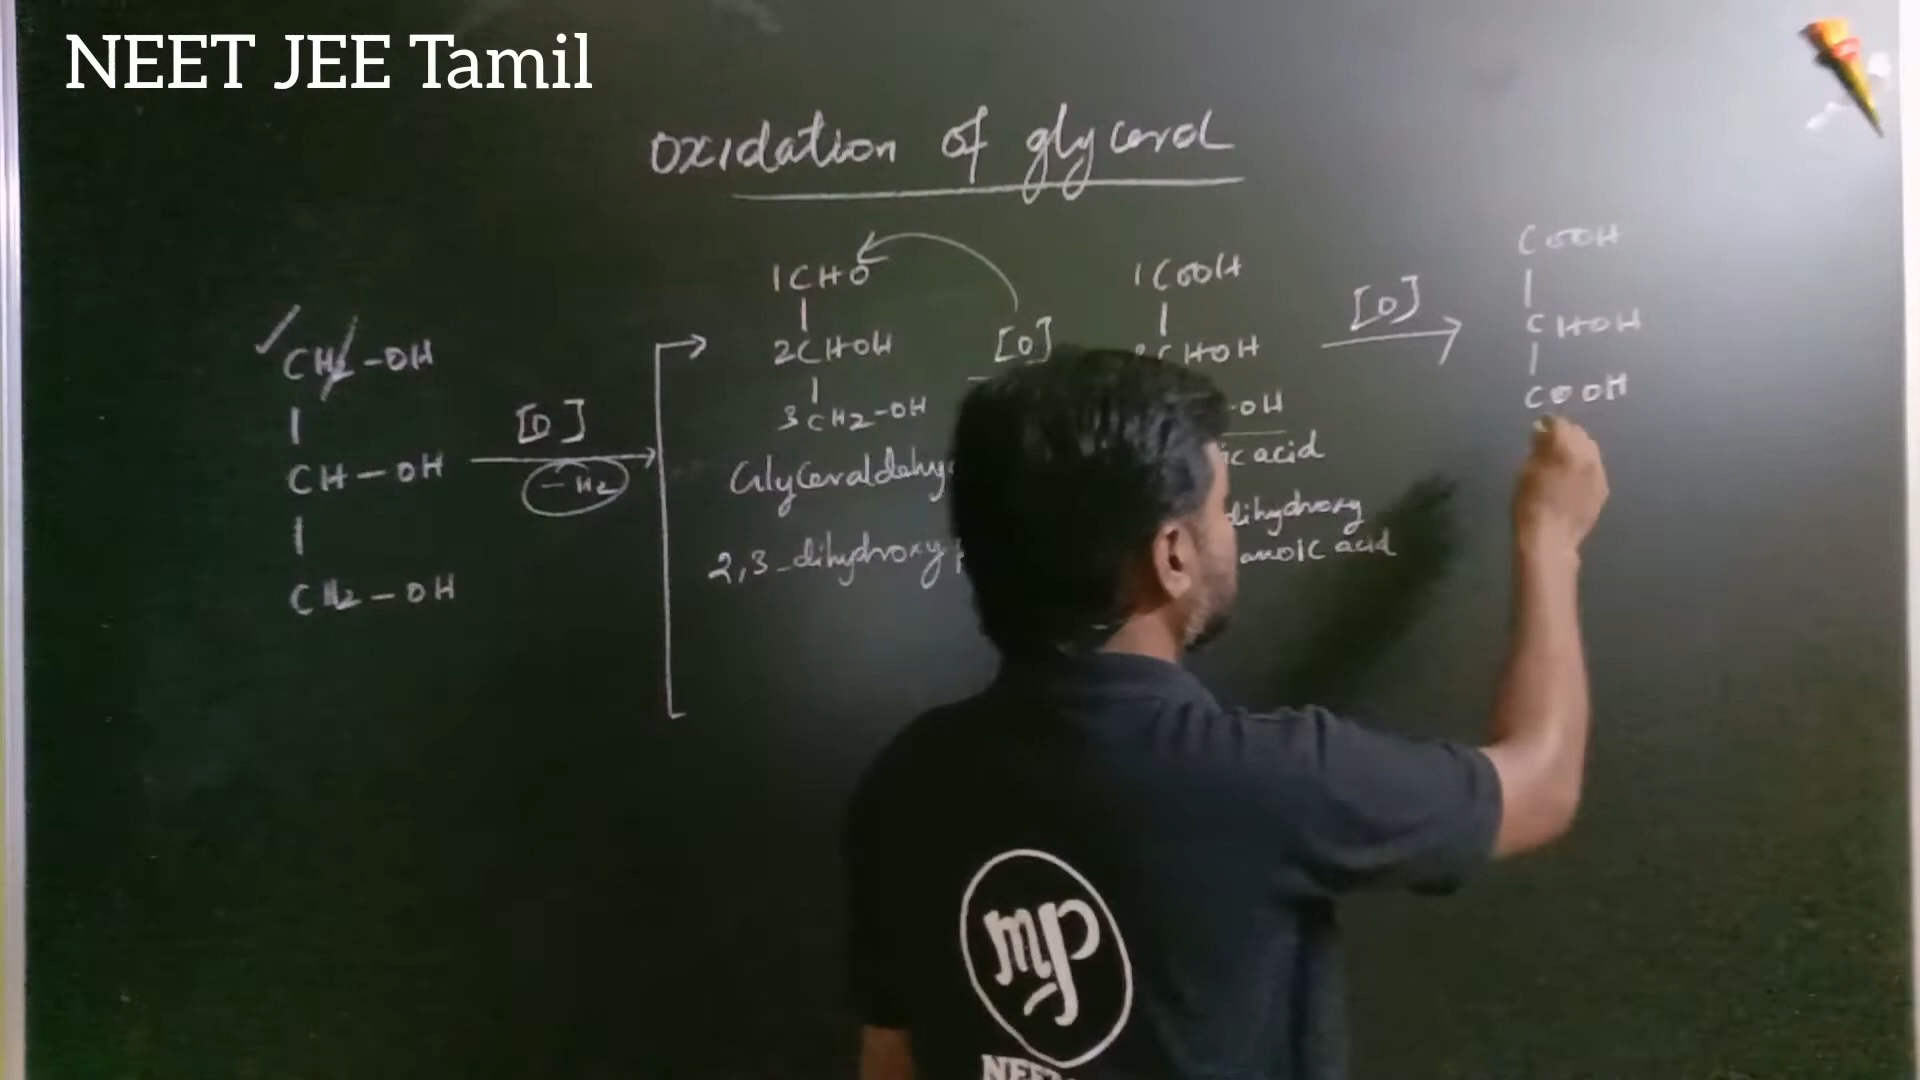 NEET JEE Tamil
oxidation of glycerol
1CHO
2CHOH
3CH2-OH
[O]
1COOH
CHOH
-OH
[O]
COOH
CHOH
COOH
CH2-OH
CH-OH
CH2-OH
[O]
-H2
ic acid
2,3-dihydroxy
dihydroxy
anoic acid
mp